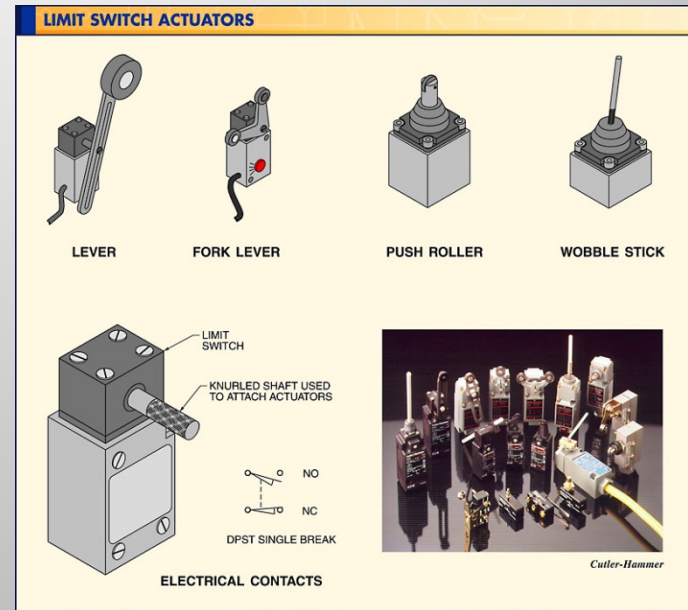 LIMIT SWITCH ACTUATORS
LEVER
FORK LEVER
PUSH ROLLER
WOBBLE STICK
LIMIT
SWITCH
KNURLED SHAFT USED
TO ATTACH ACTUATORS
NO
NC
DPST SINGLE BREAK
ELECTRICAL CONTACTS
Cutler-Hammer